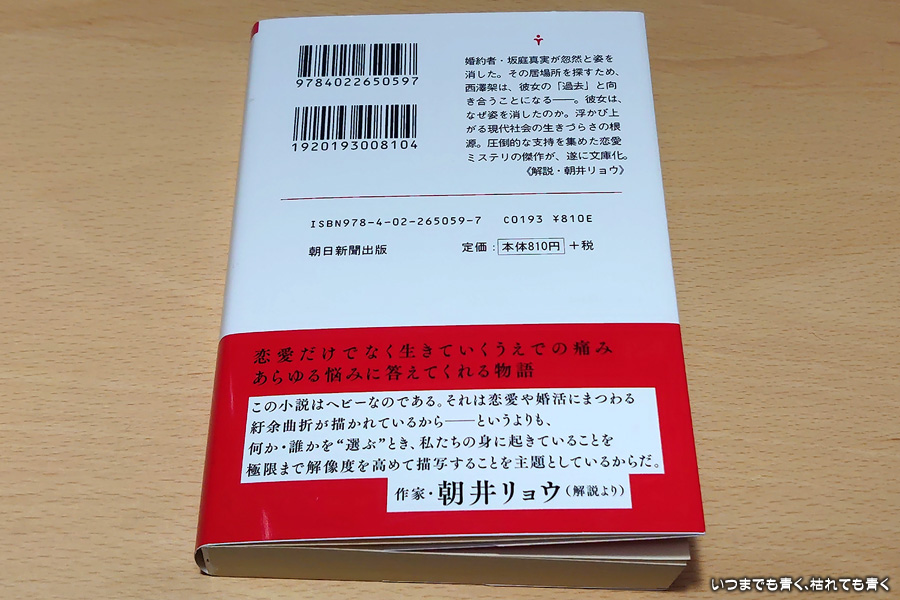 9784022650597
1920193008104
婚約者・坂庭真実が忽然と姿を
消した。その居場所を探すため、
西澤架は、彼女の「過去」と向
き合うことになる――。彼女は、
なぜ姿を消したのか。浮かび上
がる現代社会の生きづらさの根
源。圧倒的な支持を集めた恋愛
ミステリの傑作が、遂に文庫化。
《解説・朝井リョウ》
ISBN978-4-02-265059-7 C0193 ¥810E
朝日新聞出版 定価:本体810円+税
恋愛だけでなく生きていくうえでの痛み
あらゆる悩みに答えてくれる物語
この小説はヘビーなのである。それは恋愛や婚活にまつわる
紆余曲折が描かれているから――というよりも、
何か・誰かを“選ぶ”とき、私たちの身に起きていることを
極限まで解像度を高めて描写することを主題としているからだ。
作家・朝井リョウ(解説より)
いつまでも青く、枯れても青く